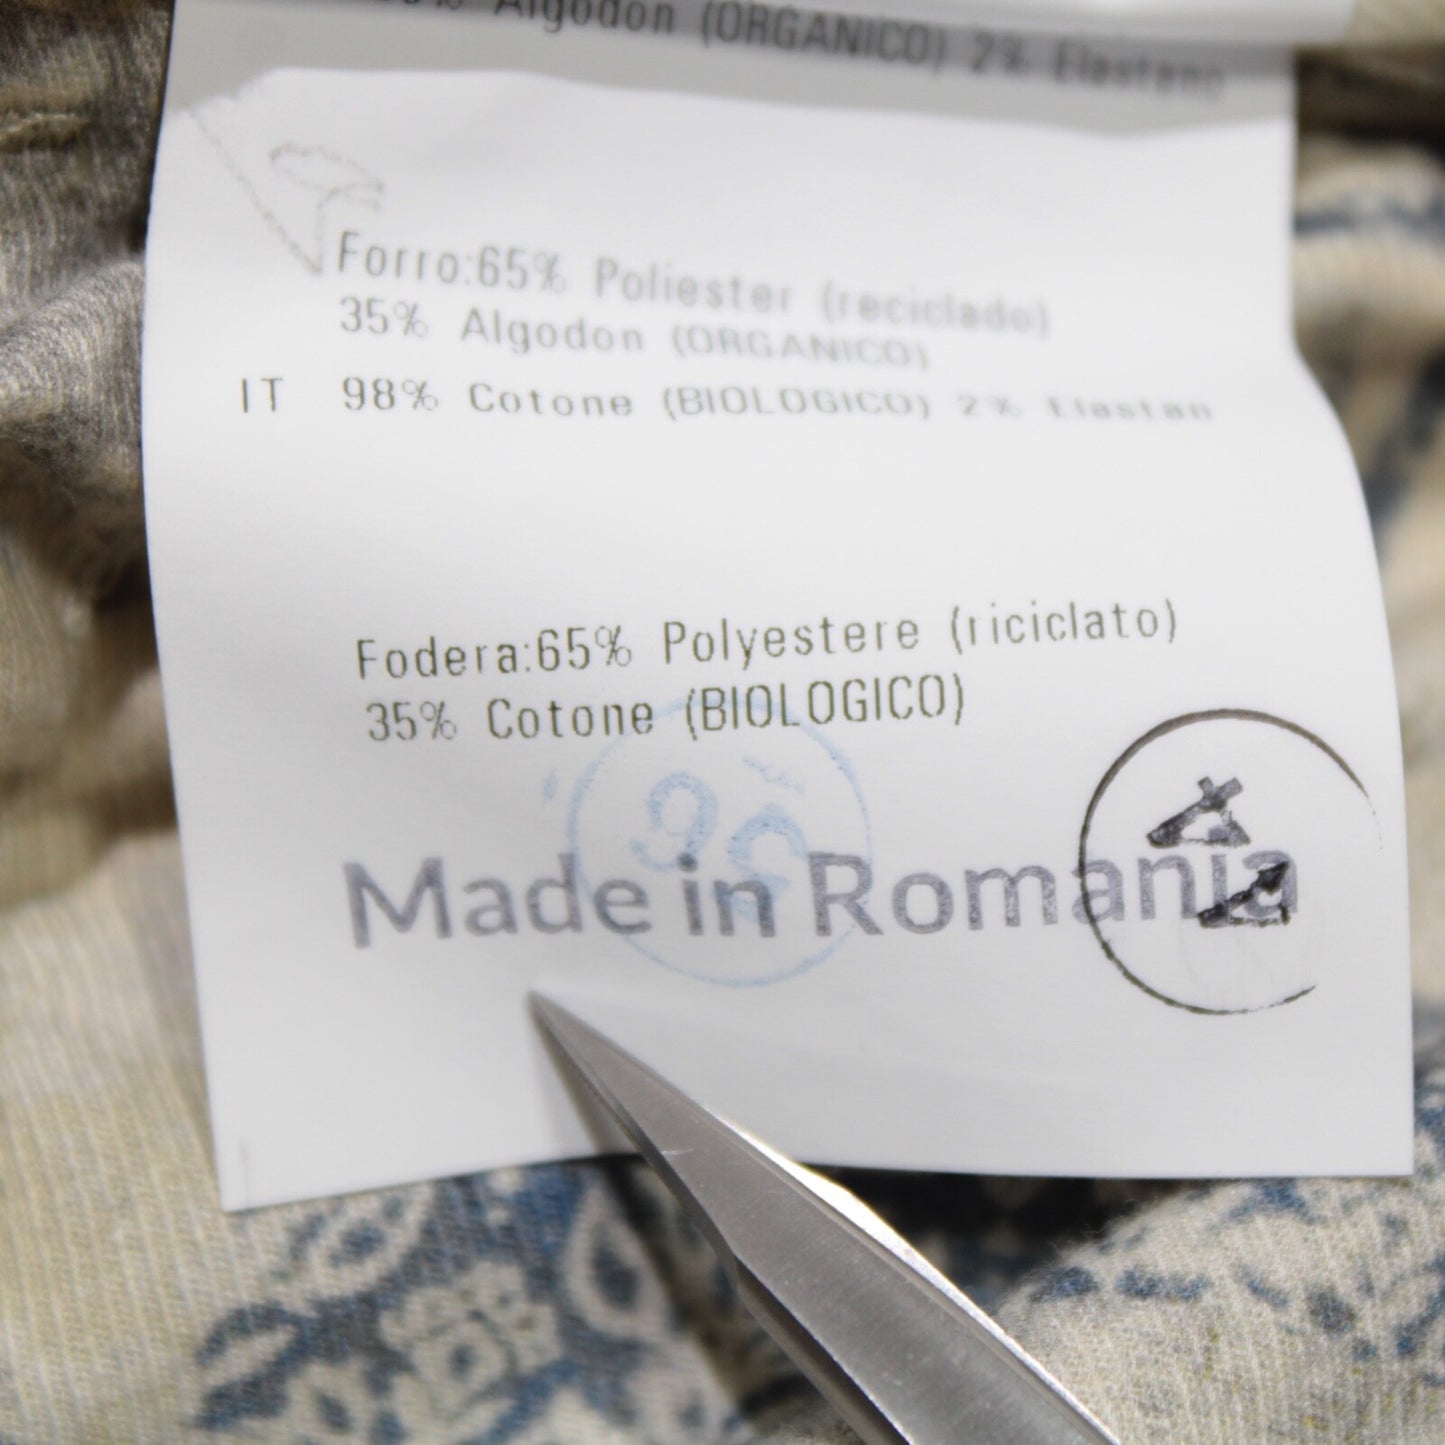 Algodon (ORGANICO) 2% Elastano
Forro:65% Poliester (reciclado)
35% Algodon (ORGANICO)
IT 98% Cotone (BIOLOGICO) 2% Elastan
Fodera:65% Polyestere (riciclato)
35% Cotone (BIOLOGICO)
Made in Romania